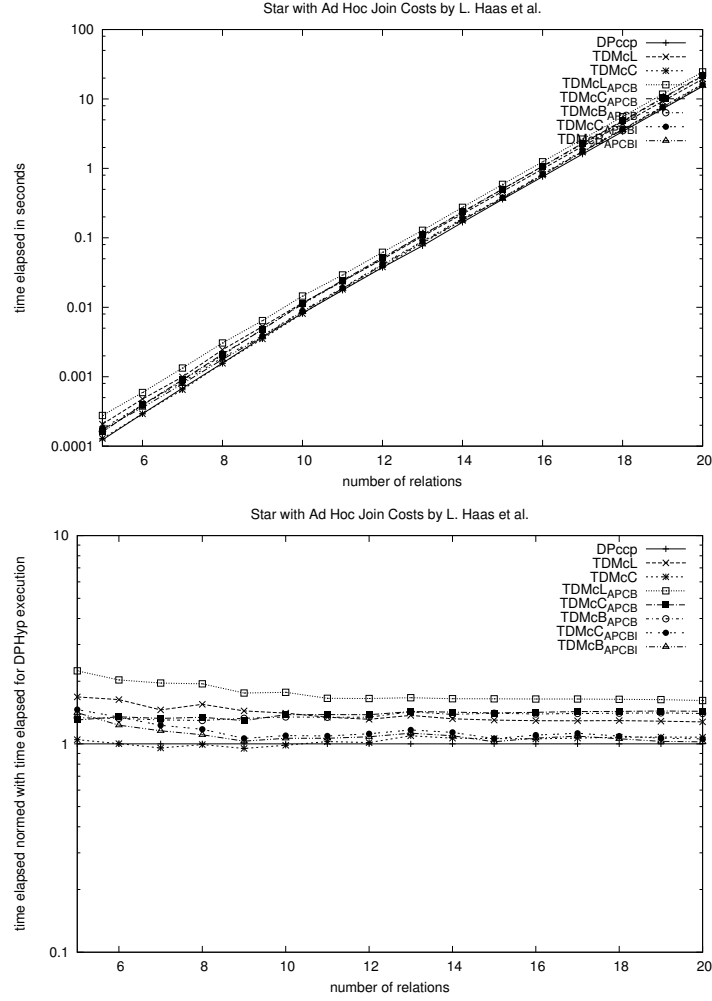 Star with Ad Hoc Join Costs by L. Haas et al.
100
10
1
0.1
0.01
0.001
0.0001
6
8
10
12
14
16
18
20
time elapsed in seconds
number of relations
DPccp
TDMcL
TDMcC
TDMcL_APCB
TDMcC_APCB
TDMcB_APCB
TDMcC_APCBI
TDMcB_APCBI
Star with Ad Hoc Join Costs by L. Haas et al.
10
1
0.1
6
8
10
12
14
16
18
20
time elapsed normed with time elapsed for DPHyp execution
number of relations
DPccp
TDMcL
TDMcC
TDMcL_APCB
TDMcC_APCB
TDMcB_APCB
TDMcC_APCBI
TDMcB_APCBI